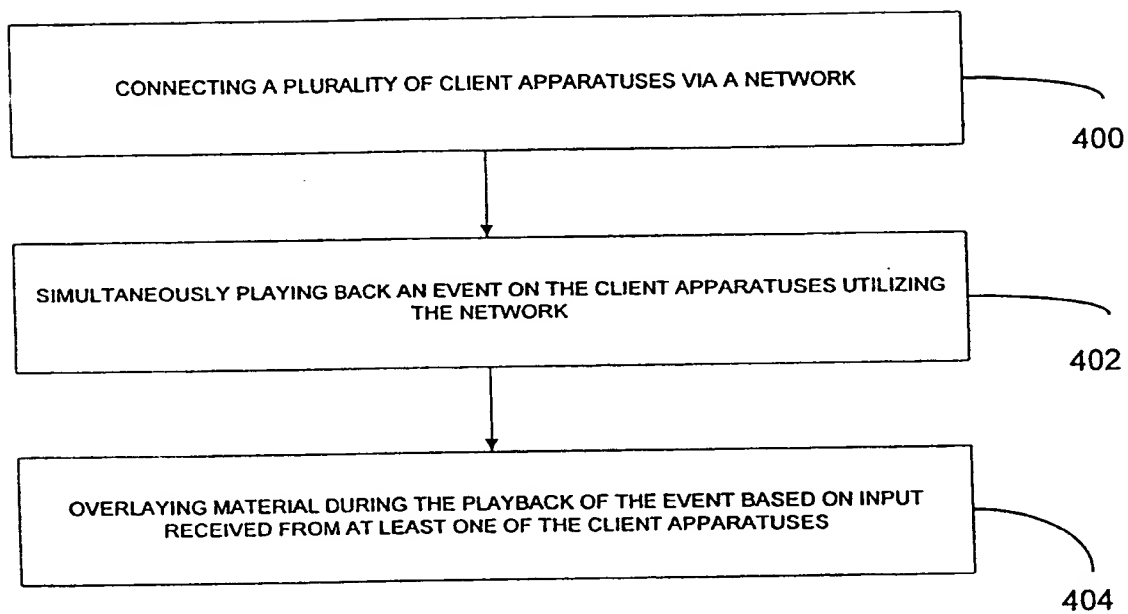 CONNECTING A PLURALITY OF CLIENT APPARATUSES VIA A NETWORK
400
SIMULTANEOUSLY PLAYING BACK AN EVENT ON THE CLIENT APPARATUSES UTILIZING
THE NETWORK
402
OVERLAYING MATERIAL DURING THE PLAYBACK OF THE EVENT BASED ON INPUT
RECEIVED FROM AT LEAST ONE OF THE CLIENT APPARATUSES
404